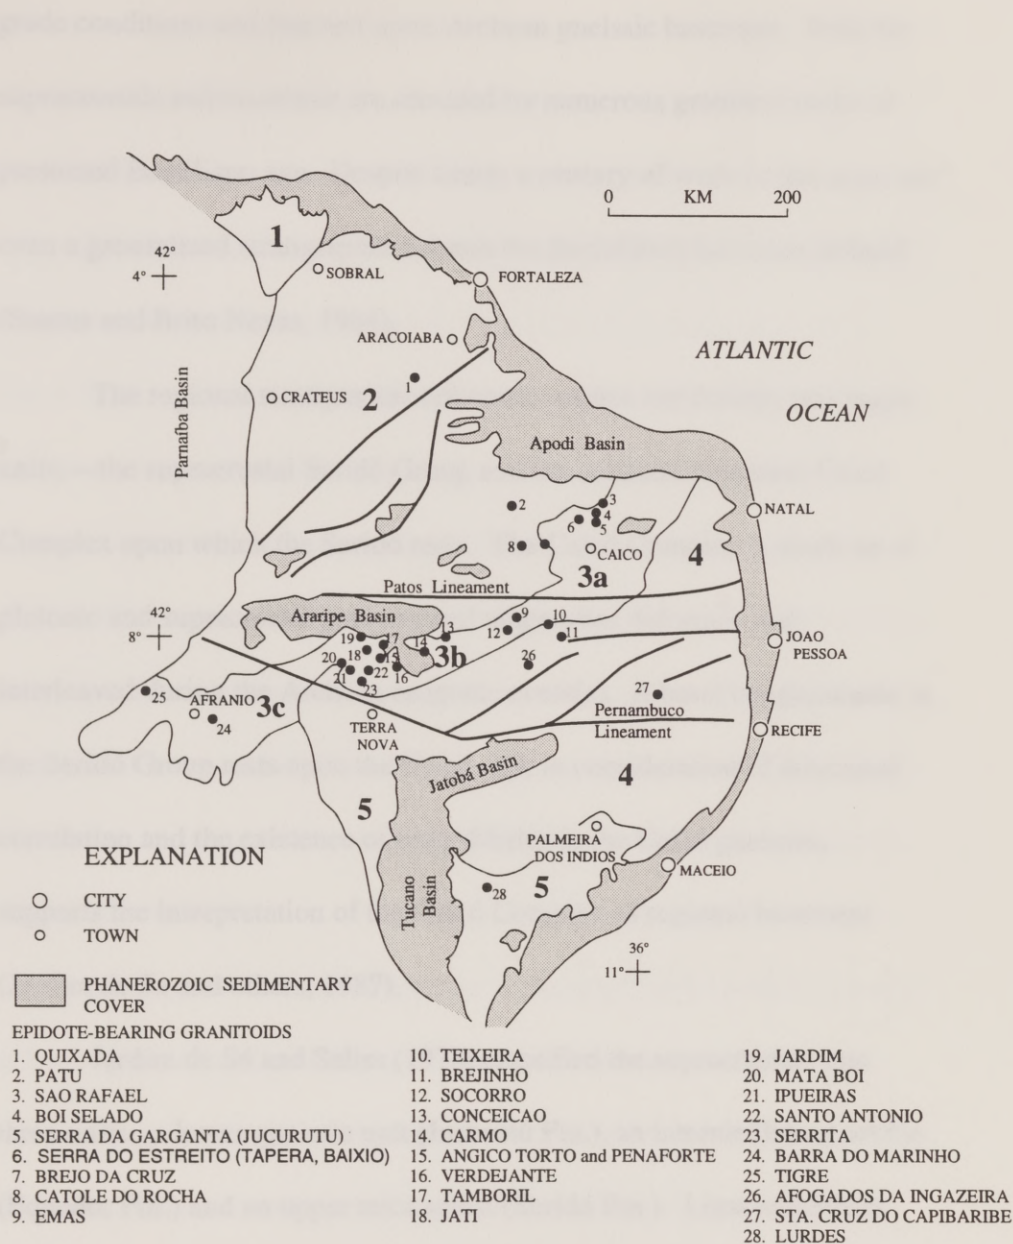 0 KM 200
1
42°
4°
SOBRAL
FORTALEZA
ARACOIABA
ATLANTIC
OCEAN
1
2
CRATEUS
Parnaíba Basin
Apodi Basin
2
3
4
5
6
NATAL
8
CAICO
3a
4
Patos Lineament
42°
8°
Araripe Basin
9
10
11
12
13
JOAO
PESSOA
19
17
14
18
15
3b
20
16
21
22
23
26
27
25
AFRANIO
3c
24
TERRA
NOVA
Pernambuco
Lineament
RECIFE
Jatobá Basin
4
5
PALMEIRA
DOS INDIOS
MACEIO
Tucano
Basin
28
5
36°
11°
EXPLANATION
CITY
TOWN
PHANEROZOIC SEDIMENTARY
COVER
EPIDOTE-BEARING GRANITOIDS
1. QUIXADA
2. PATU
3. SAO RAFAEL
4. BOI SELADO
5. SERRA DA GARGANTA (JUCURUTU)
6. SERRA DO ESTREITO (TAPERA, BAIXIO)
7. BREJO DA CRUZ
8. CATOLE DO ROCHA
9. EMAS
10. TEIXEIRA
11. BREJINHO
12. SOCORRO
13. CONCEICAO
14. CARMO
15. ANGICO TORTO and PENAFORTE
16. VERDEJANTE
17. TAMBORIL
18. JATI
19. JARDIM
20. MATA BOI
21. IPUEIRAS
22. SANTO ANTONIO
23. SERRITA
24. BARRA DO MARINHO
25. TIGRE
26. AFOGADOS DA INGAZEIRA
27. STA. CRUZ DO CAPIBARIBE
28. LURDES